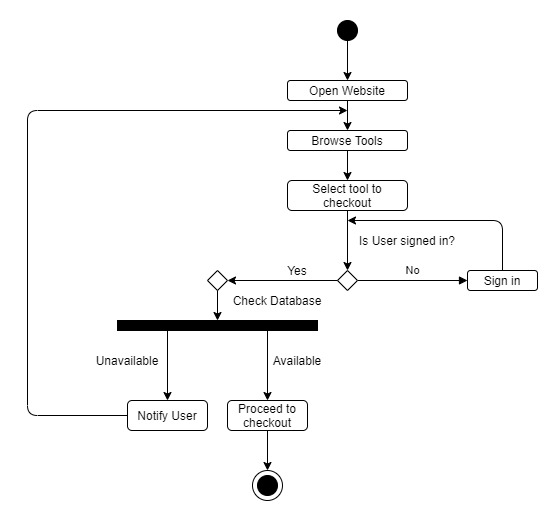 Open Website
Browse Tools
Select tool to
checkout
Is User signed in?
Yes
No
Sign in
Check Database
Unavailable
Available
Notify User
Proceed to
checkout